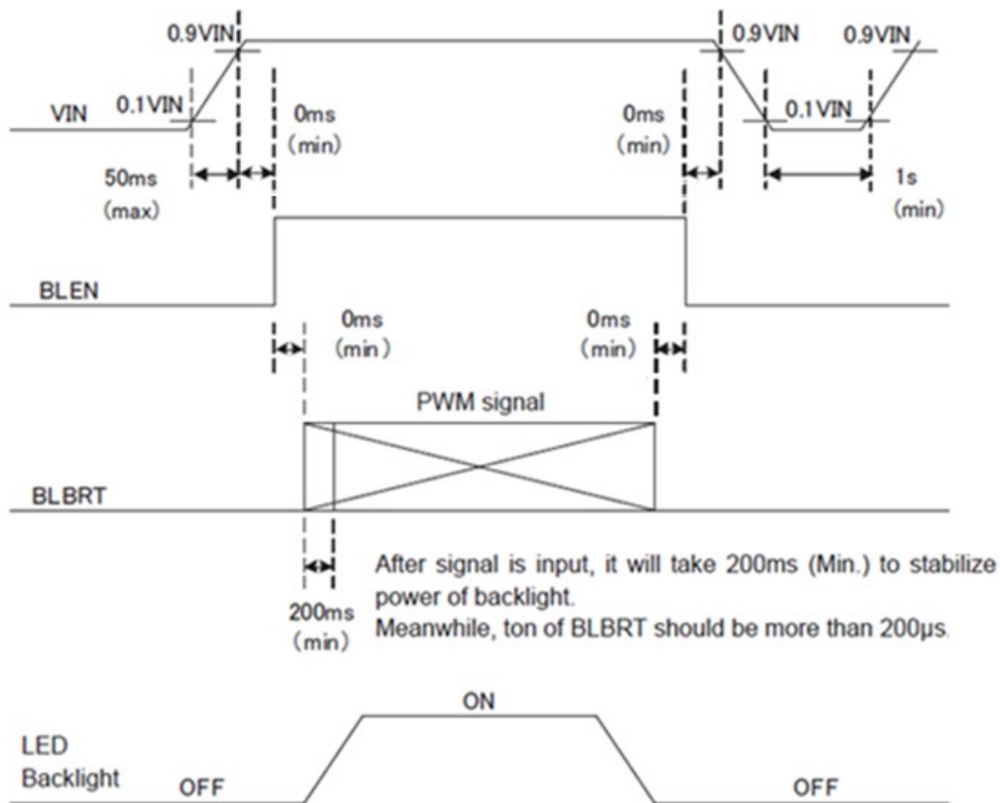 0.9VIN
0.9VIN
0.9VIN
VIN
0.1VIN
0ms
(min)
0ms
(min)
0.1VIN
50ms
(max)
1s
(min)
BLEN
0ms
(min)
0ms
(min)
PWM signal
BLBRT
After signal is input, it will take 200ms (Min.) to stabilize
power of backlight.
Meanwhile, ton of BLBRT should be more than 200μs.
200ms
(min)
ON
LED
Backlight
OFF
OFF